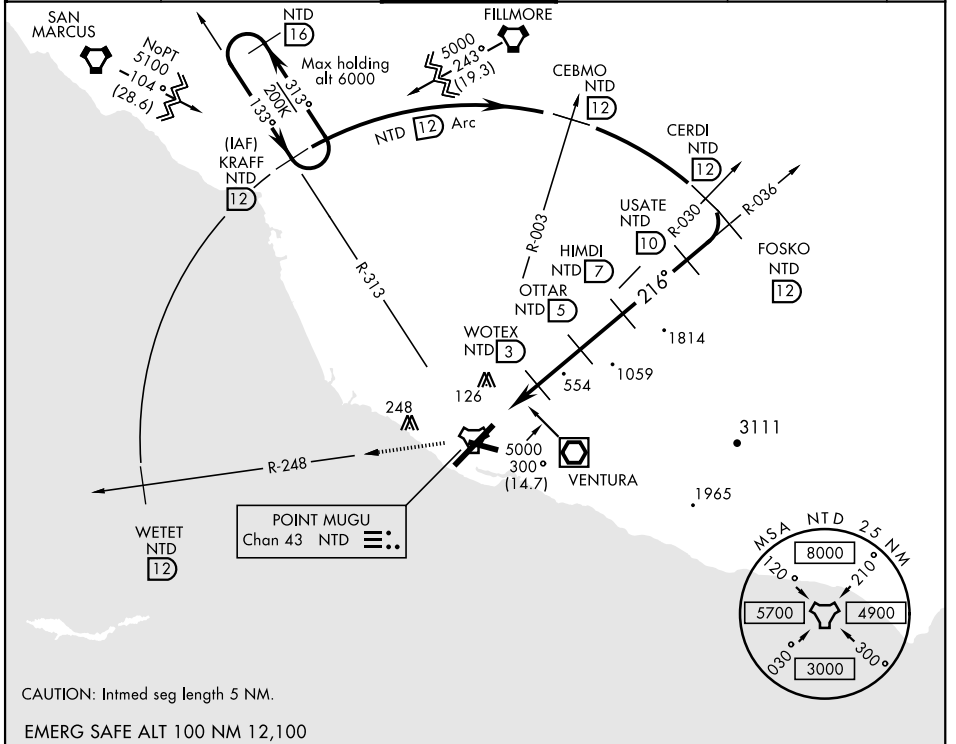 SAN
MARCUS
NoPT
5100
104°
(28.6)
NTD
16
Max holding
alt 6000
313°
200K
133°
FILLMORE
5000
243°
(19.3)
CEBMO
NTD
12
NTD 12 Arc
CERDI
NTD
12
(IAF)
KRAFF
NTD
12
USATE
NTD
10
R-030
R-036
R-003
HIMDI
NTD 7
216°
FOSKO
NTD
12
R-313
OTTAR
NTD 5
1814
WOTEX
NTD 3
1059
554
126
248
3111
5000
300°
(14.7)
VENTURA
R-248
1965
POINT MUGU
Chan 43 NTD
WETET
NTD
12
MSA NTD 25 NM
8000
120°
210°
5700
4900
030°
300°
3000
CAUTION: Intmed seg length 5 NM.
EMERG SAFE ALT 100 NM 12,100